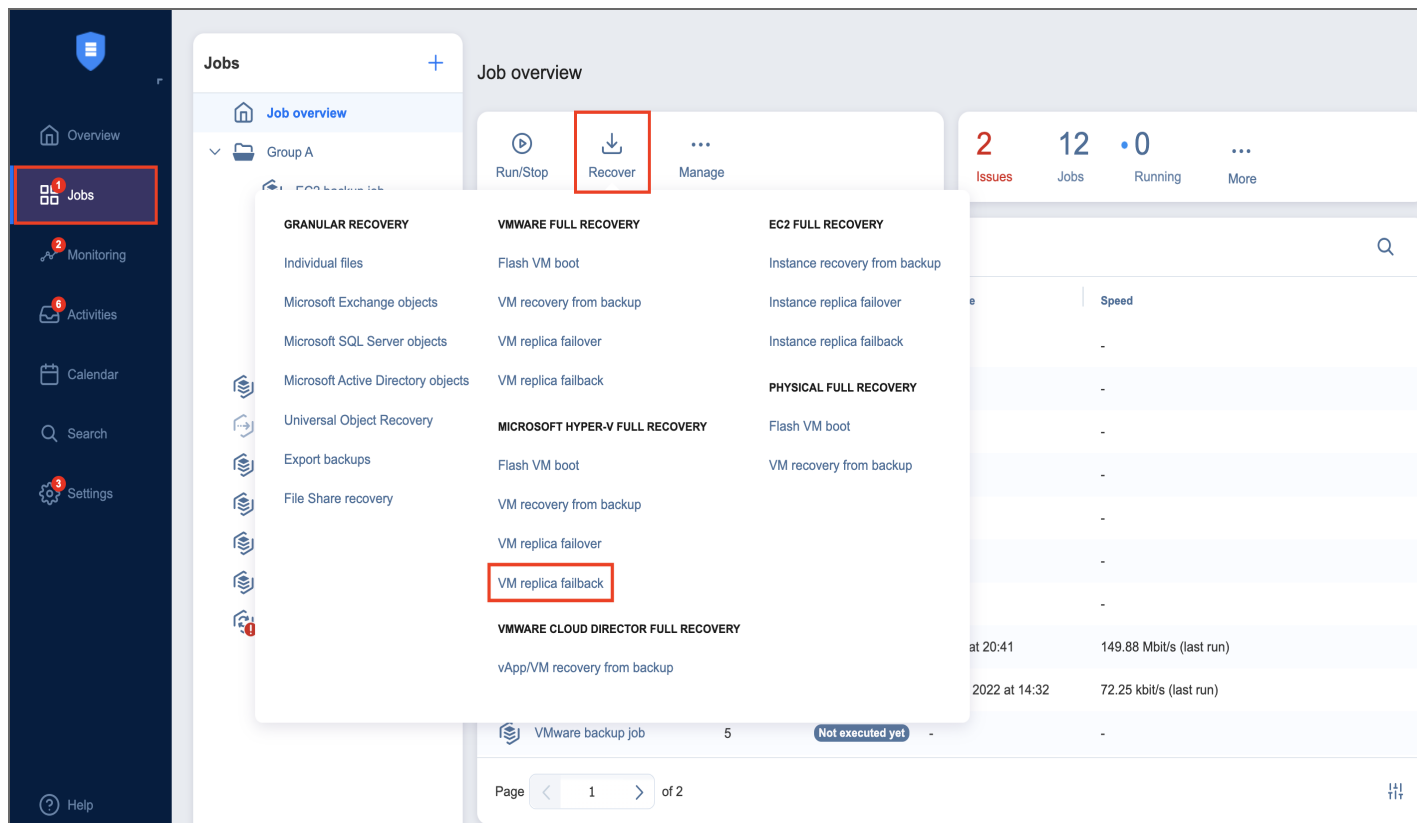 Jobs
Job overview
Group A
EC2 backup job
Overview
1
Jobs
2
Monitoring
6
Activities
Calendar
Search
3
Settings
Help
Job overview
Run/Stop
Recover
Manage
2
Issues
12
Jobs
0
Running
More
GRANULAR RECOVERY
Individual files
Microsoft Exchange objects
Microsoft SQL Server objects
Microsoft Active Directory objects
Universal Object Recovery
Export backups
File Share recovery
VMWARE FULL RECOVERY
Flash VM boot
VM recovery from backup
VM replica failover
VM replica failback
MICROSOFT HYPER-V FULL RECOVERY
Flash VM boot
VM recovery from backup
VM replica failover
VM replica failback
VMWARE CLOUD DIRECTOR FULL RECOVERY
vApp/VM recovery from backup
EC2 FULL RECOVERY
Instance recovery from backup
Instance replica failover
Instance replica failback
PHYSICAL FULL RECOVERY
Flash VM boot
VM recovery from backup
e
Speed
-
-
-
-
-
-
-
at 20:41 149.88 Mbit/s (last run)
2022 at 14:32 72.25 kbit/s (last run)
VMware backup job 5 Not executed yet - -
Page 1 of 2